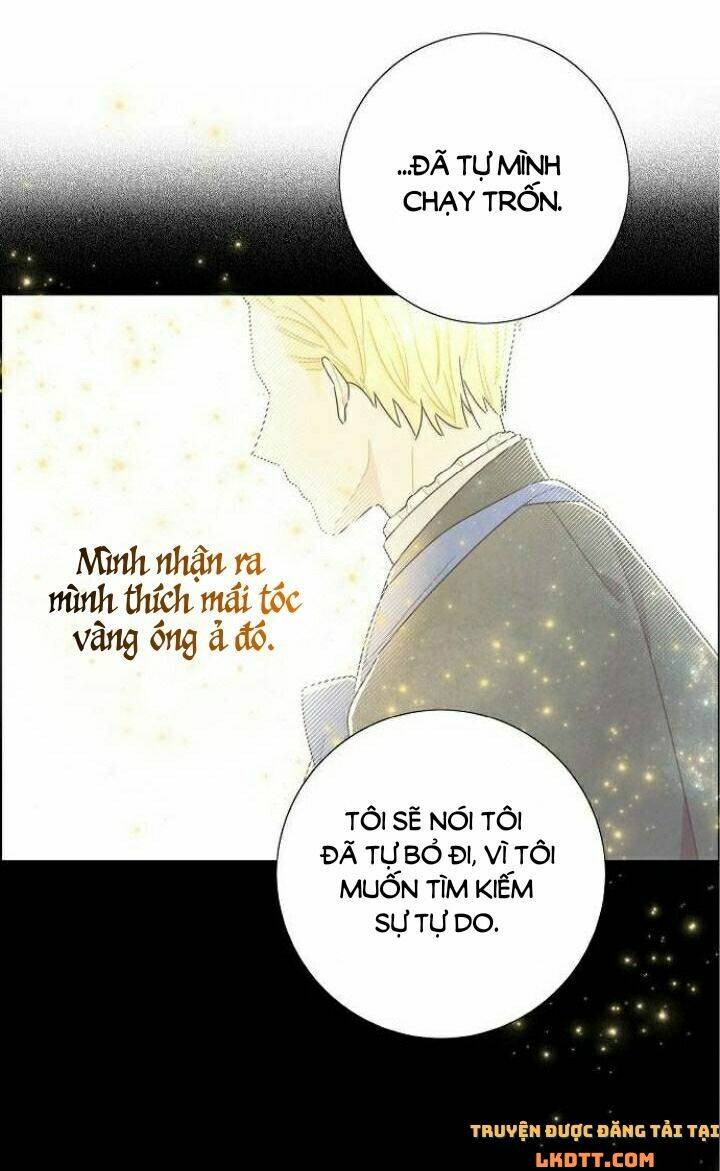 ...ĐÃ TỰ MÌNH
CHẠY TRỐN.
Mình nhận ra
mình thích mái tóc
vàng óng ả đó.
TÔI SẼ NÓI TÔI
ĐÃ TỰ BỎ ĐI, VÌ TÔI
MUỐN TÌM KIẾM
SỰ TỰ DO.
TRUYỆN ĐƯỢC ĐĂNG TẢI TẠI
LKDTT.COM